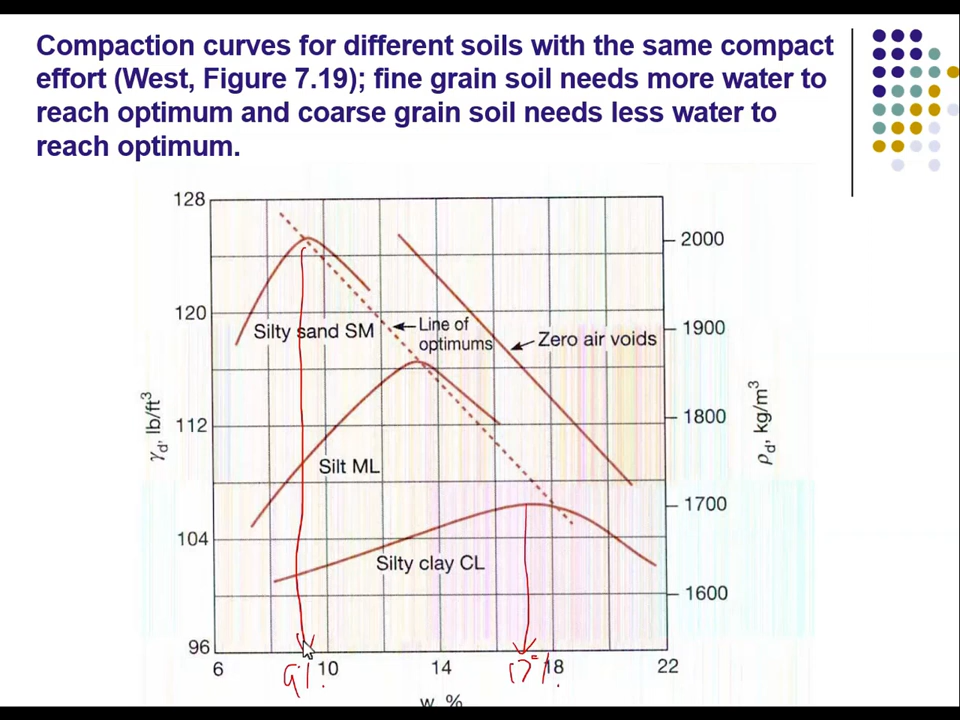 Compaction curves for different soils with the same compact
effort (West, Figure 7.19); fine grain soil needs more water to
reach optimum and coarse grain soil needs less water to
reach optimum.
128
2000
120
Silty sand SM
Line of
optimums
Zero air voids
1900
γd, lb/ft³
112
1800
ρd, kg/m³
Silt ML
1700
104
Silty clay CL
1600
96
6 10 14 18 22
9%. 17%.
w, %